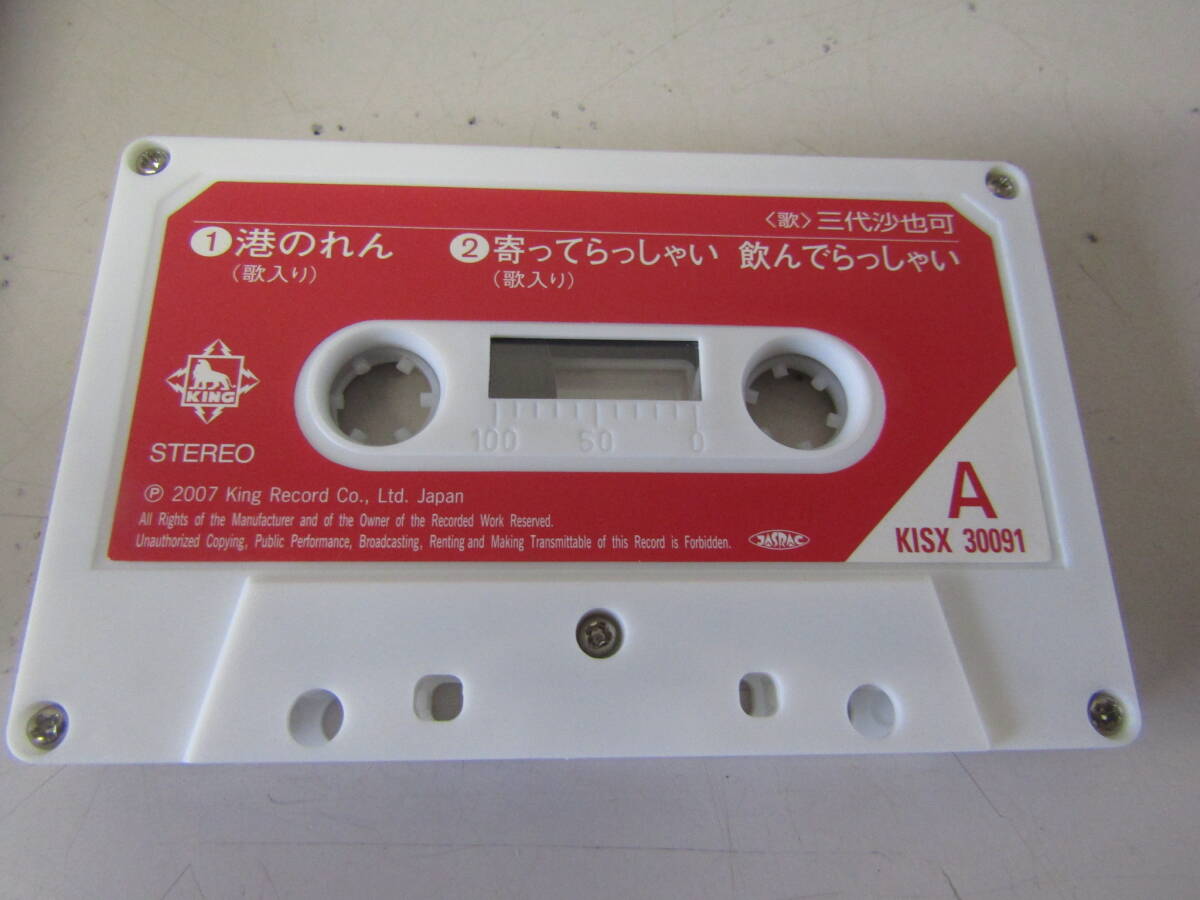 〈歌〉三代沙也可
1 港のれん
(歌入り)
2 寄ってらっしゃい 飲んでらっしゃい
(歌入り)
KING
STEREO
100 50 0
Ⓟ 2007 King Record Co., Ltd. Japan
All Rights of the Manufacturer and of the Owner of the Recorded Work Reserved.
Unauthorized Copying, Public Performance, Broadcasting, Renting and Making Transmittable of this Record is Forbidden.
JASRAC
A
KISX 30091